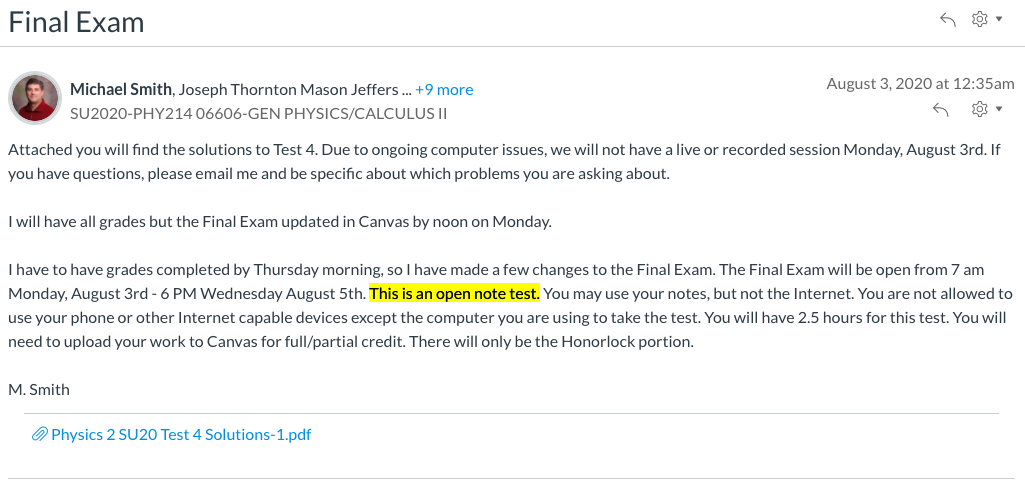 Final Exam
Michael Smith, Joseph Thornton Mason Jeffers ... +9 more
August 3, 2020 at 12:35am
SU2020-PHY214 06606-GEN PHYSICS/CALCULUS II
Attached you will find the solutions to Test 4. Due to ongoing computer issues, we will not have a live or recorded session Monday, August 3rd. If
you have questions, please email me and be specific about which problems you are asking about.
I will have all grades but the Final Exam updated in Canvas by noon on Monday.
I have to have grades completed by Thursday morning, so I have made a few changes to the Final Exam. The Final Exam will be open from 7 am
Monday, August 3rd - 6 PM Wednesday August 5th. This is an open note test. You may use your notes, but not the Internet. You are not allowed to
use your phone or other Internet capable devices except the computer you are using to take the test. You will have 2.5 hours for this test. You will
need to upload your work to Canvas for full/partial credit. There will only be the Honorlock portion.
M. Smith
Physics 2 SU20 Test 4 Solutions-1.pdf